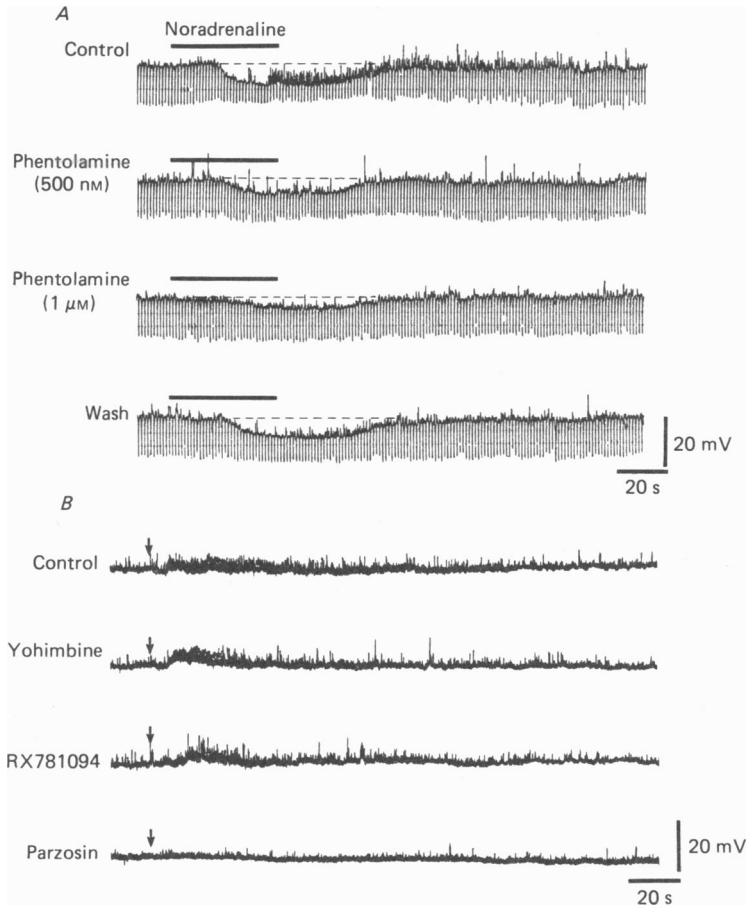 A
Noradrenaline
Control
Phentolamine
(500 nM)
Phentolamine
(1 μM)
Wash
20 mV
20 s
B
Control
Yohimbine
RX781094
Parzosin
20 mV
20 s